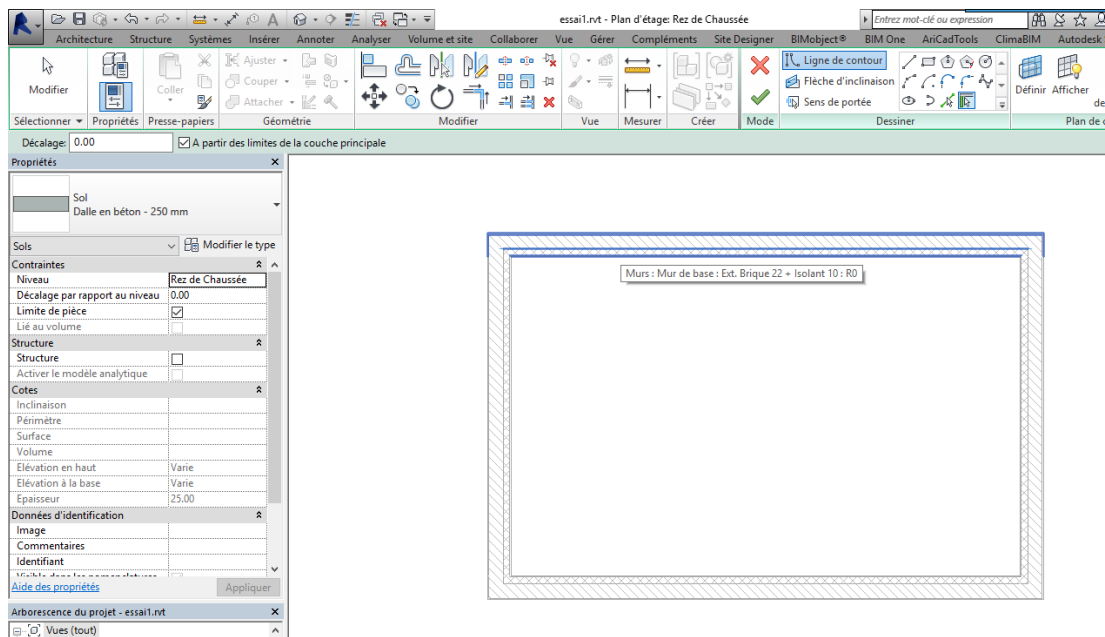 essai1.rvt - Plan d'étage: Rez de Chaussée
Entrez mot-clé ou expression
Architecture Structure Systèmes Insérer Annoter Analyser Volume et site Collaborer Vue Gérer Compléments Site Designer BIMobject® BIM One AriCadTools ClimaBIM Autodesk
Modifier
Coller
Ajuster
Couper
Attacher
Ligne de contour
Flèche d'inclinaison
Sens de portée
Définir Afficher
de
Sélectionner Propriétés Presse-papiers Géométrie Modifier Vue Mesurer Créer Mode Dessiner Plan de c
Décalage: 0.00 A partir des limites de la couche principale
Propriétés
Sol
Dalle en béton - 250 mm
Sols Modifier le type
Contraintes
Niveau Rez de Chaussée
Décalage par rapport au niveau 0.00
Limite de pièce
Lié au volume
Structure
Structure
Activer le modèle analytique
Cotes
Inclinaison
Périmètre
Surface
Volume
Elévation en haut Varie
Elévation à la base Varie
Epaisseur 25.00
Données d'identification
Image
Commentaires
Identifiant
Aide des propriétés Appliquer
Arborescence du projet - essai1.rvt
Vues (tout)
Murs : Mur de base : Ext. Brique 22 + Isolant 10 : R0